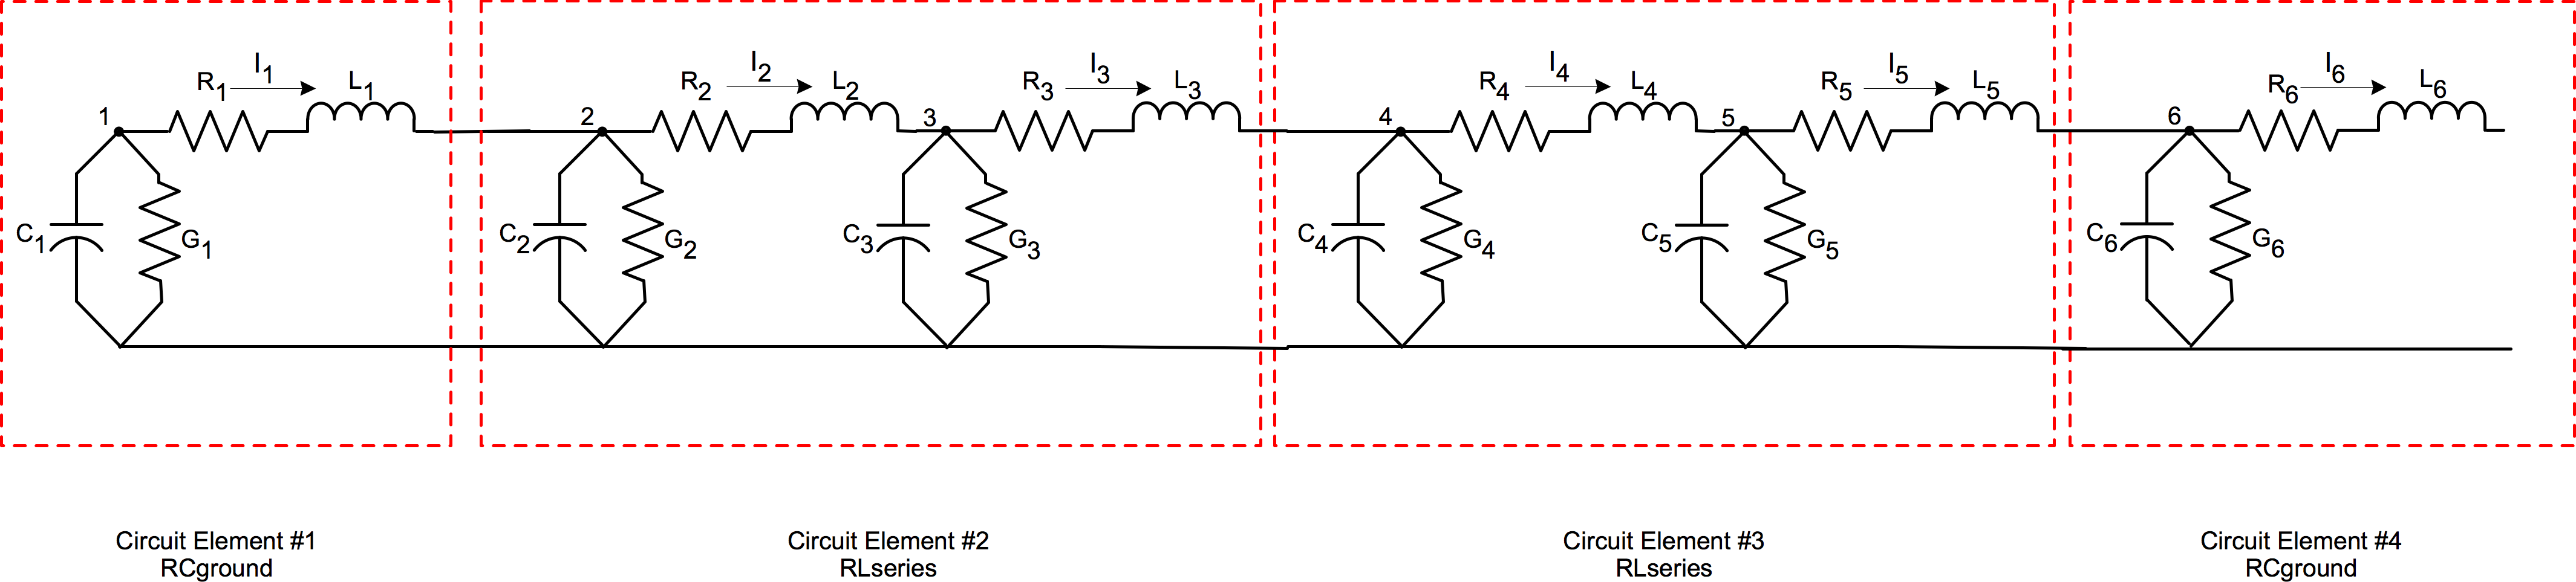 I1
I2
I3
I4
I5
I6
R1
L1
R2
L2
R3
L3
R4
L4
R5
L5
R6
L6
1
2
3
4
5
6
C1
G1
C2
G2
C3
G3
C4
G4
C5
G5
C6
G6
Circuit Element #1
RCground
Circuit Element #2
RLseries
Circuit Element #3
RLseries
Circuit Element #4
RCground